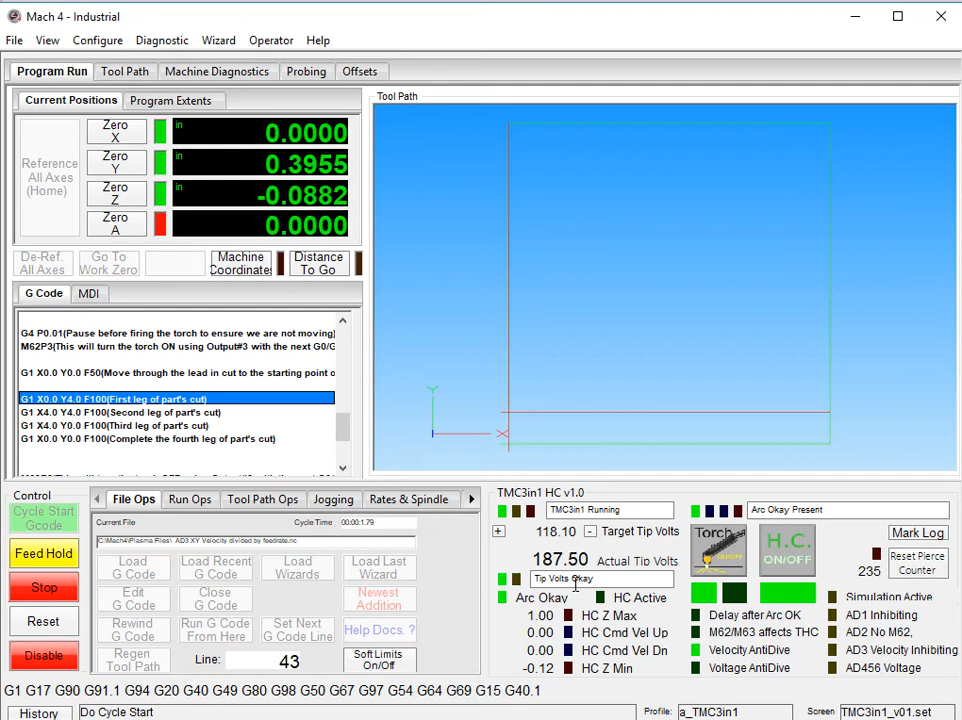 Mach 4 - Industrial
File View Configure Diagnostic Wizard Operator Help
Program Run Tool Path Machine Diagnostics Probing Offsets
Current Positions Program Extents
Reference All Axes (Home)
Zero X in 0.0000
Zero Y in 0.3955
Zero Z in -0.0882
Zero A 0.0000
De-Ref. All Axes Go To Work Zero Machine Coordinates Distance To Go
G Code MDI
G4 P0.01(Pause before firing the torch to ensure we are not moving)
M62P3(This will turn the torch ON using Output#3 with the next G0/G
G1 X0.0 Y0.0 F50(Move through the lead in cut to the starting point o
G1 X0.0 Y4.0 F100(First leg of part's cut)
G1 X4.0 Y4.0 F100(Second leg of part's cut)
G1 X4.0 Y0.0 F100(Third leg of part's cut)
G1 X0.0 Y0.0 F100(Complete the fourth leg of part's cut)
Tool Path
Y
X
Control
Cycle Start Gcode
Feed Hold
Stop
Reset
Disable
File Ops Run Ops Tool Path Ops Jogging Rates & Spindle
Current File Cycle Time 00:00:1.79
C:\Mach4\Plasma Files\ AD3 XY Velocity divided by feedrate.nc
Load G Code Load Recent G Code Load Wizards Load Last Wizard
Edit G Code Close G Code Newest Addition
Rewind G Code Run G Code From Here Set Next G Code Line Help Docs. ?
Regen Tool Path Line: 43 Soft Limits On/Off
TMC3in1 HC v1.0
TMC3in1 Running Arc Okay Present
+ 118.10 - Target Tip Volts
187.50 Actual Tip Volts
Tip Volts Okay
Arc Okay HC Active
1.00 HC Z Max
0.00 HC Cmd Vel Up
0.00 HC Cmd Vel Dn
-0.12 HC Z Min
Torch H.C. ON/OFF
Mark Log
235 Reset Pierce Counter
Simulation Active
Delay after Arc OK AD1 Inhibiting
M62/M63 affects THC AD2 No M62,
Velocity AntiDive AD3 Velocity Inhibiting
Voltage AntiDive AD456 Voltage
G1 G17 G90 G91.1 G94 G20 G40 G49 G80 G98 G50 G67 G97 G54 G64 G69 G15 G40.1
History Do Cycle Start Profile: a_TMC3in1 Screen TMC3in1_v01.set